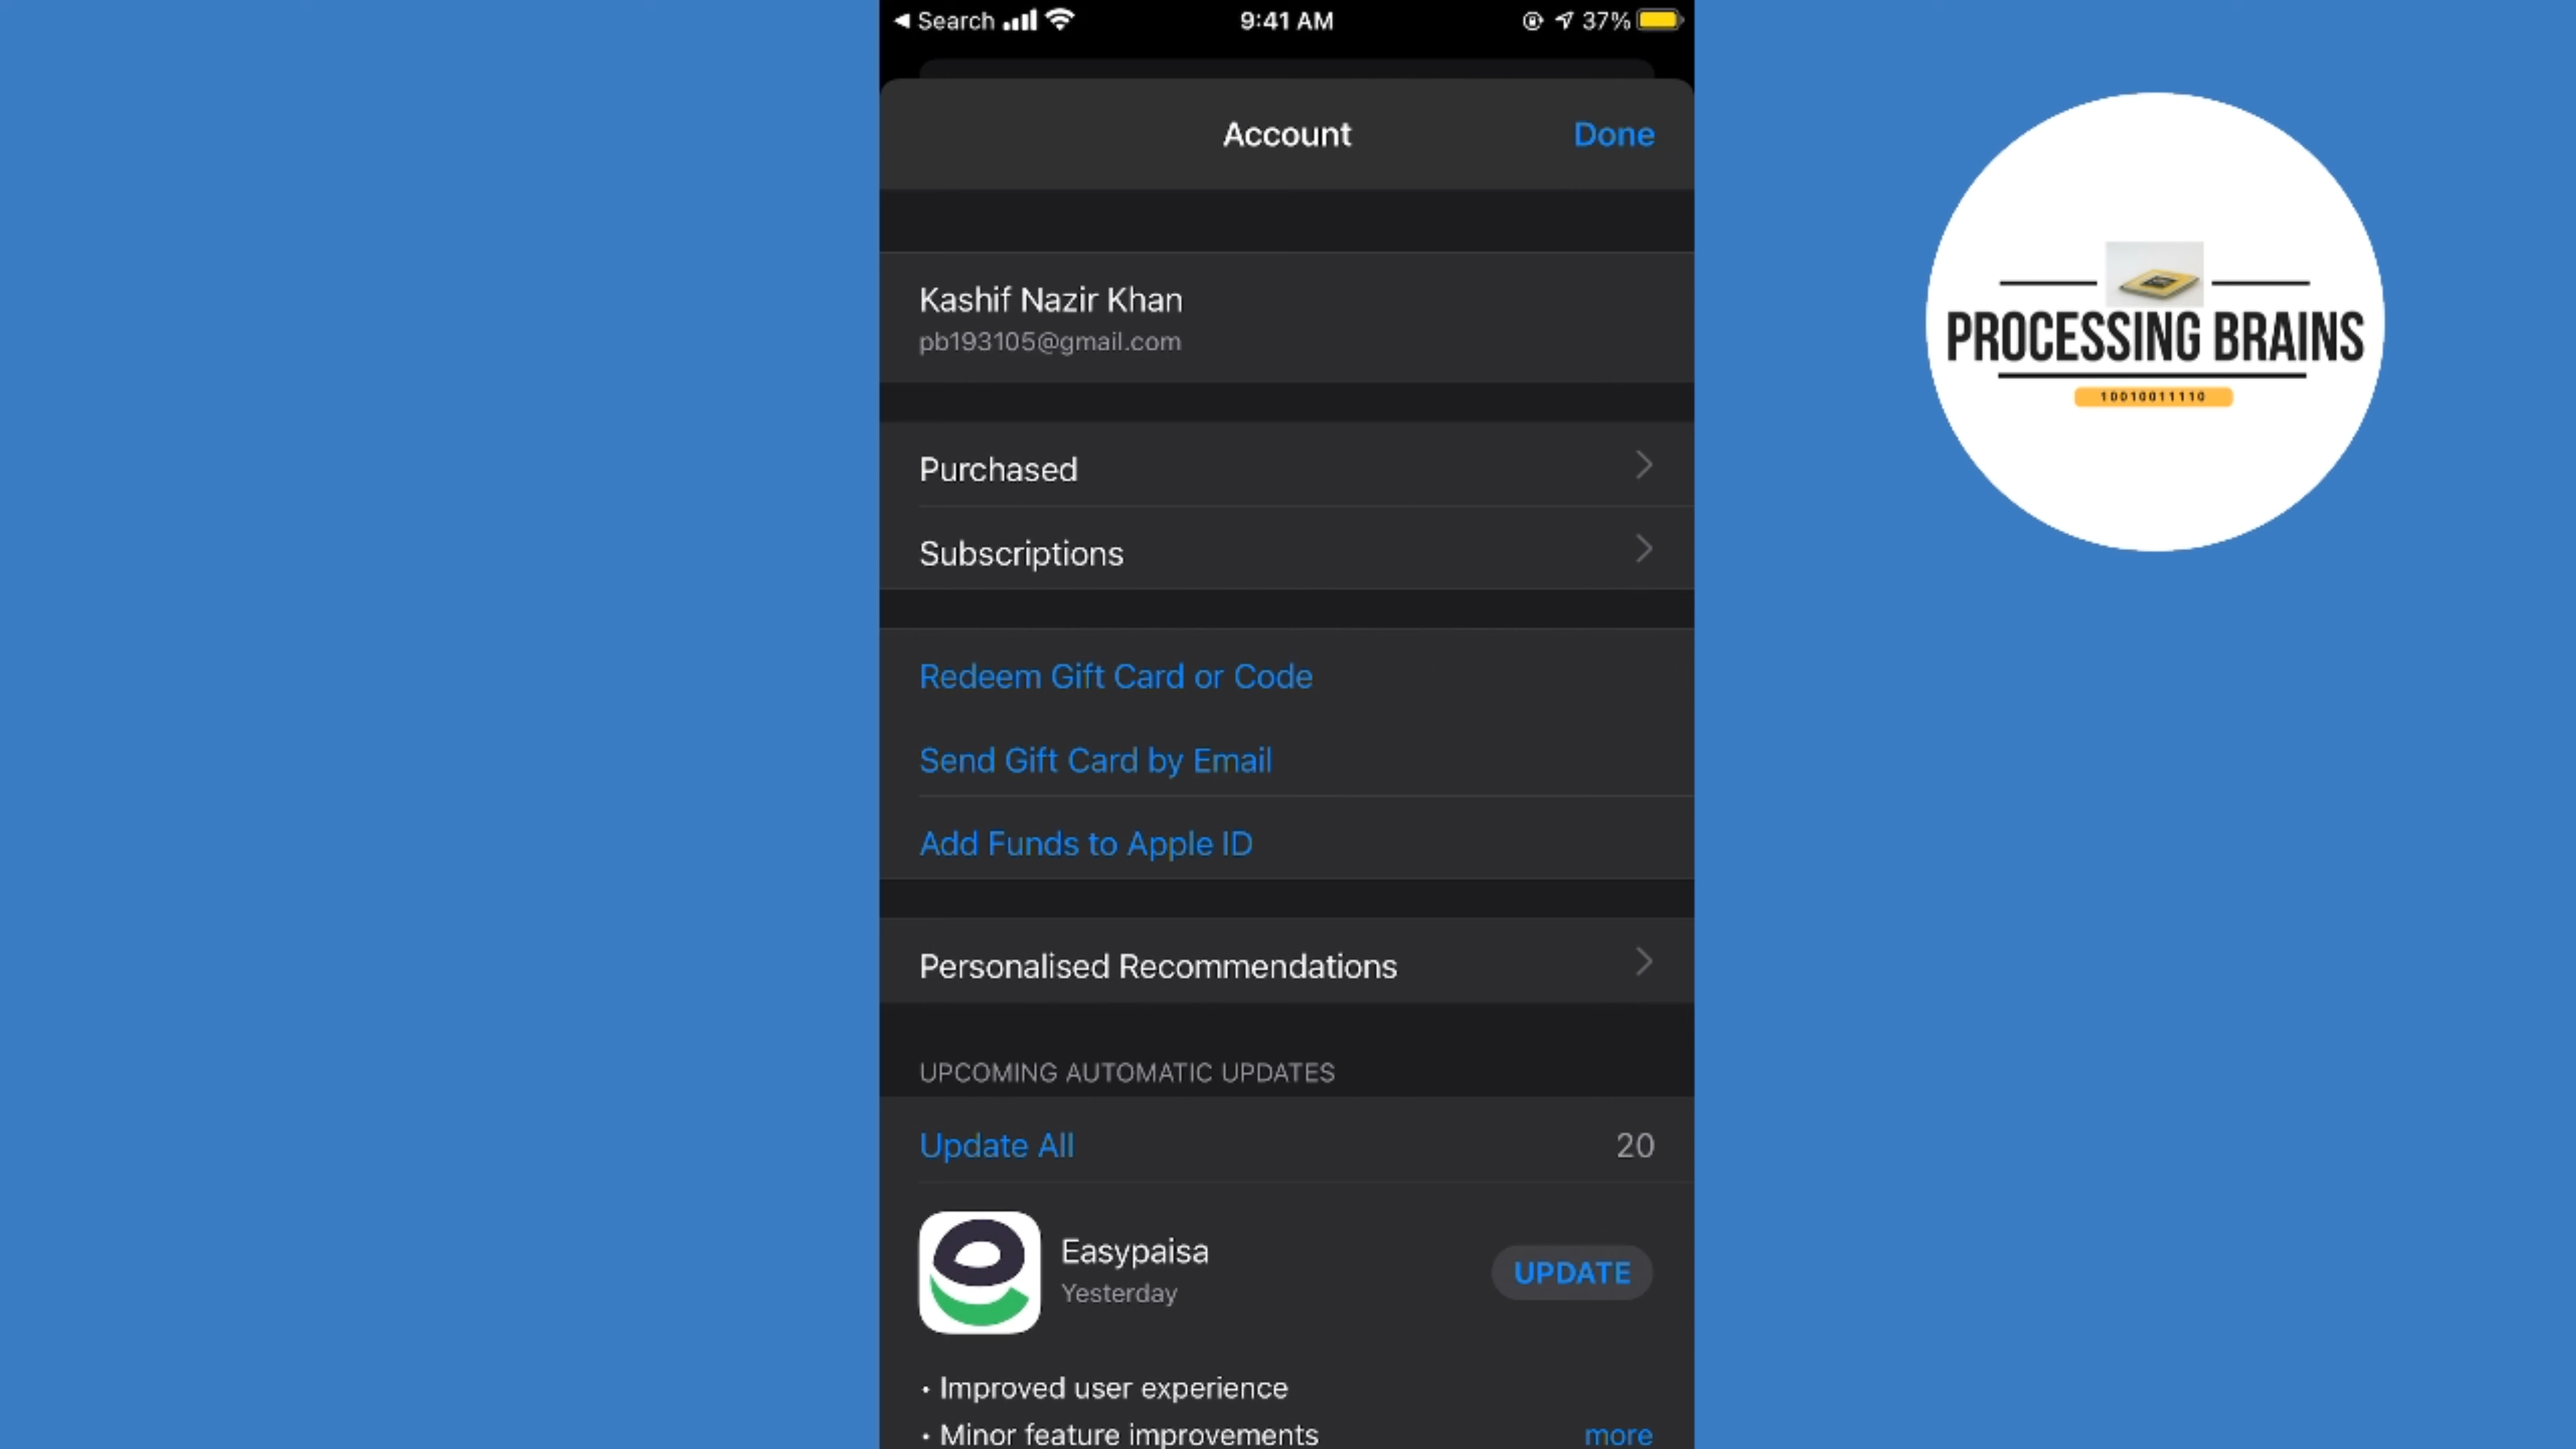 Search
9:41 AM
37%
Account
Done
Kashif Nazir Khan
pb193105@gmail.com
Purchased
Subscriptions
Redeem Gift Card or Code
Send Gift Card by Email
Add Funds to Apple ID
Personalised Recommendations
UPCOMING AUTOMATIC UPDATES
Update All
20
Easypaisa
Yesterday
UPDATE
• Improved user experience
• Minor feature improvements
more
PROCESSING BRAINS
10010011110